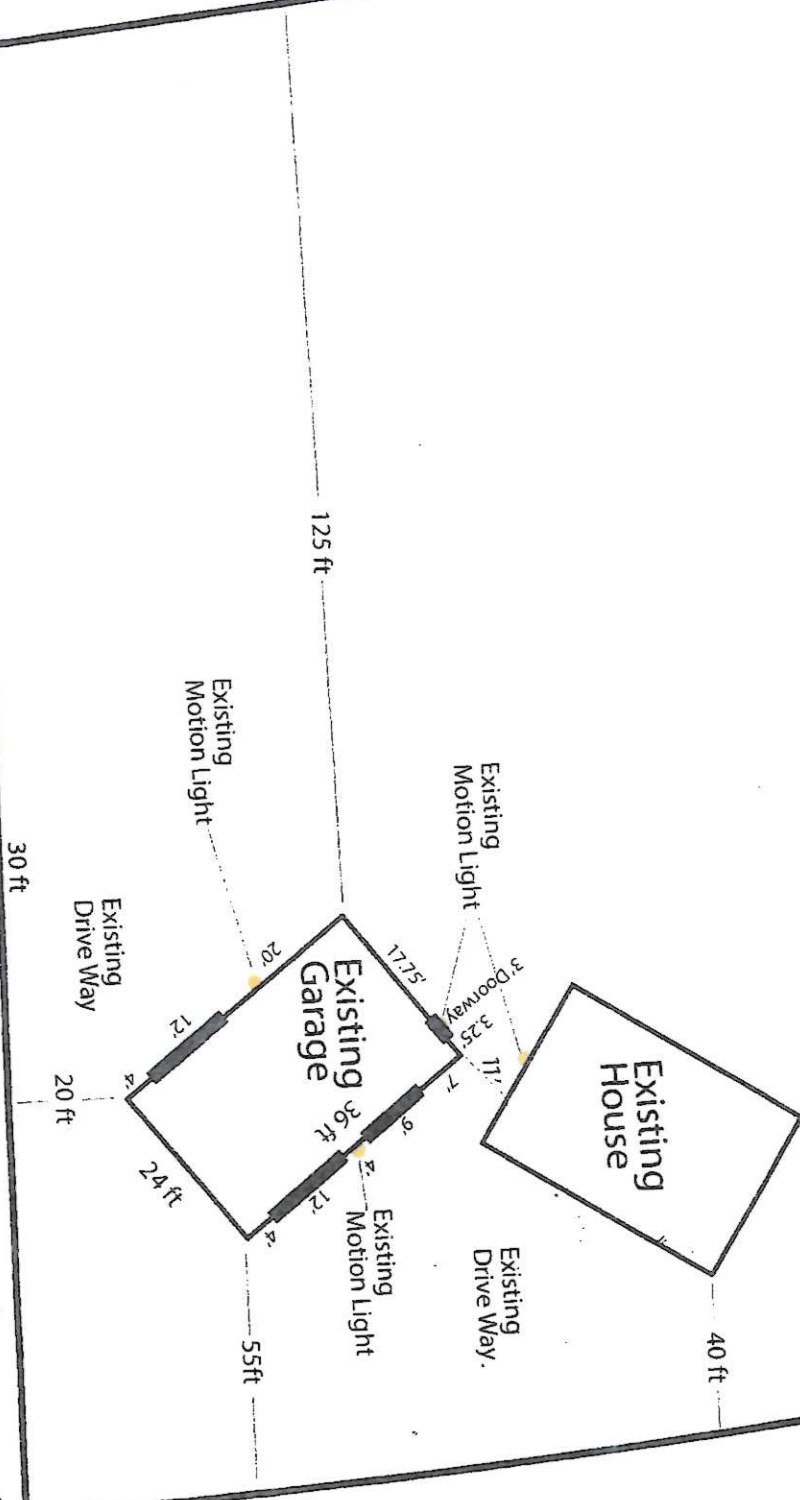 125 ft
Existing
Motion Light
Existing
Motion Light
30 ft
Existing
Drive Way
20'
17.75'
3' Doorway
3.25'
11'
Existing
Garage
Existing
House
12'
4'
7'
9'
36 ft
4'
12'
4'
20 ft
24 ft
Existing
Motion Light
Existing
Drive Way.
55ft
40 ft